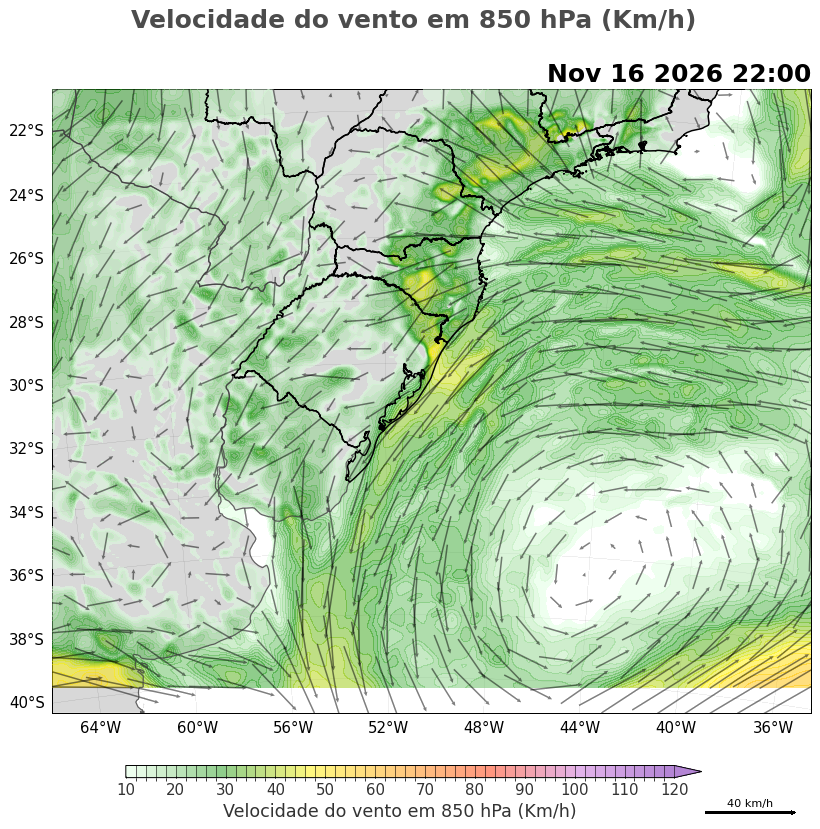 Velocidade do vento em 850 hPa (Km/h)
Nov 16 2026 22:00
22°S
24°S
26°S
28°S
30°S
32°S
34°S
36°S
38°S
40°S
64°W 60°W 56°W 52°W 48°W 44°W 40°W 36°W
10 20 30 40 50 60 70 80 90 100 110 120
Velocidade do vento em 850 hPa (Km/h)
40 km/h